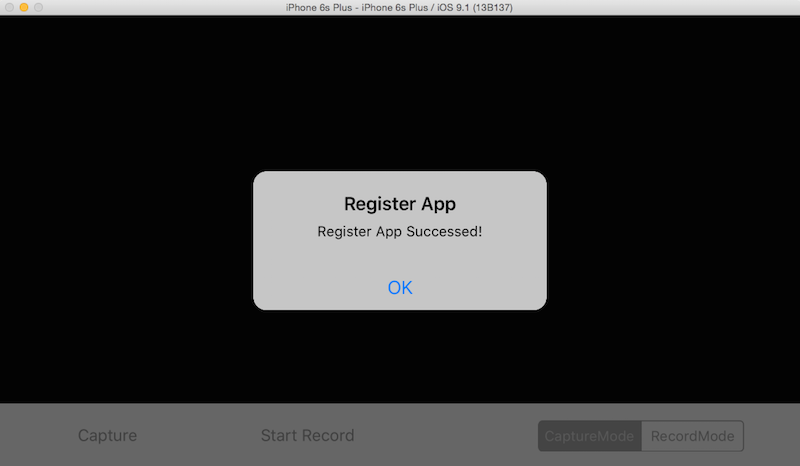 iPhone 6s Plus - iPhone 6s Plus / iOS 9.1 (13B137)
Register App
Register App Successed!
OK
Capture
Start Record
CaptureMode
RecordMode